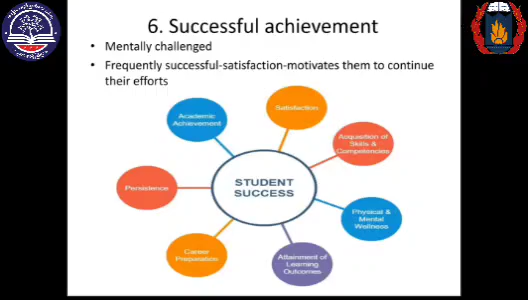 6. Successful achievement
• Mentally challenged
• Frequently successful-satisfaction-motivates them to continue
their efforts
Satisfaction
Academic
Achievement
Acquisition of
Skills &
Competencies
Persistence
STUDENT
SUCCESS
Physical &
Mental
Wellness
Career
Preparation
Attainment of
Learning
Outcomes